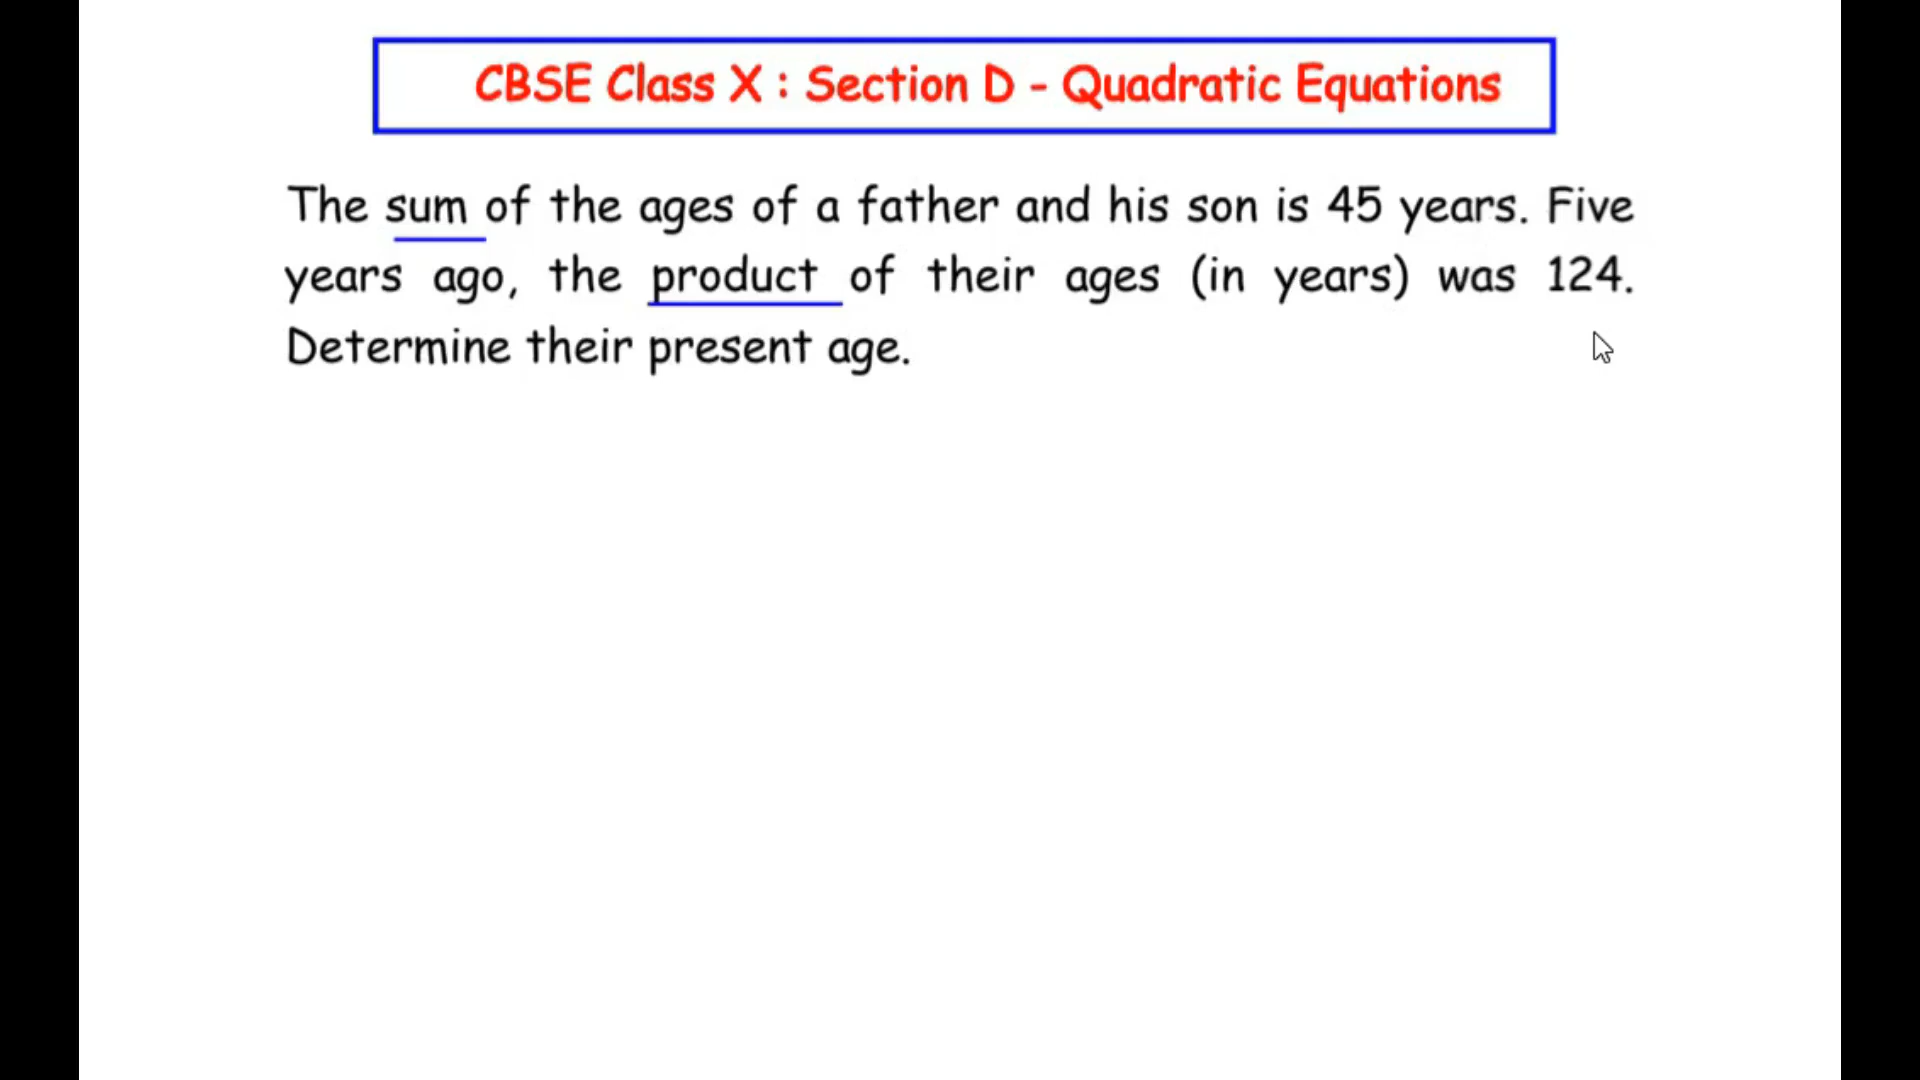 CBSE Class X : Section D - Quadratic Equations
The sum of the ages of a father and his son is 45 years. Five
years ago, the product of their ages (in years) was 124.
Determine their present age.